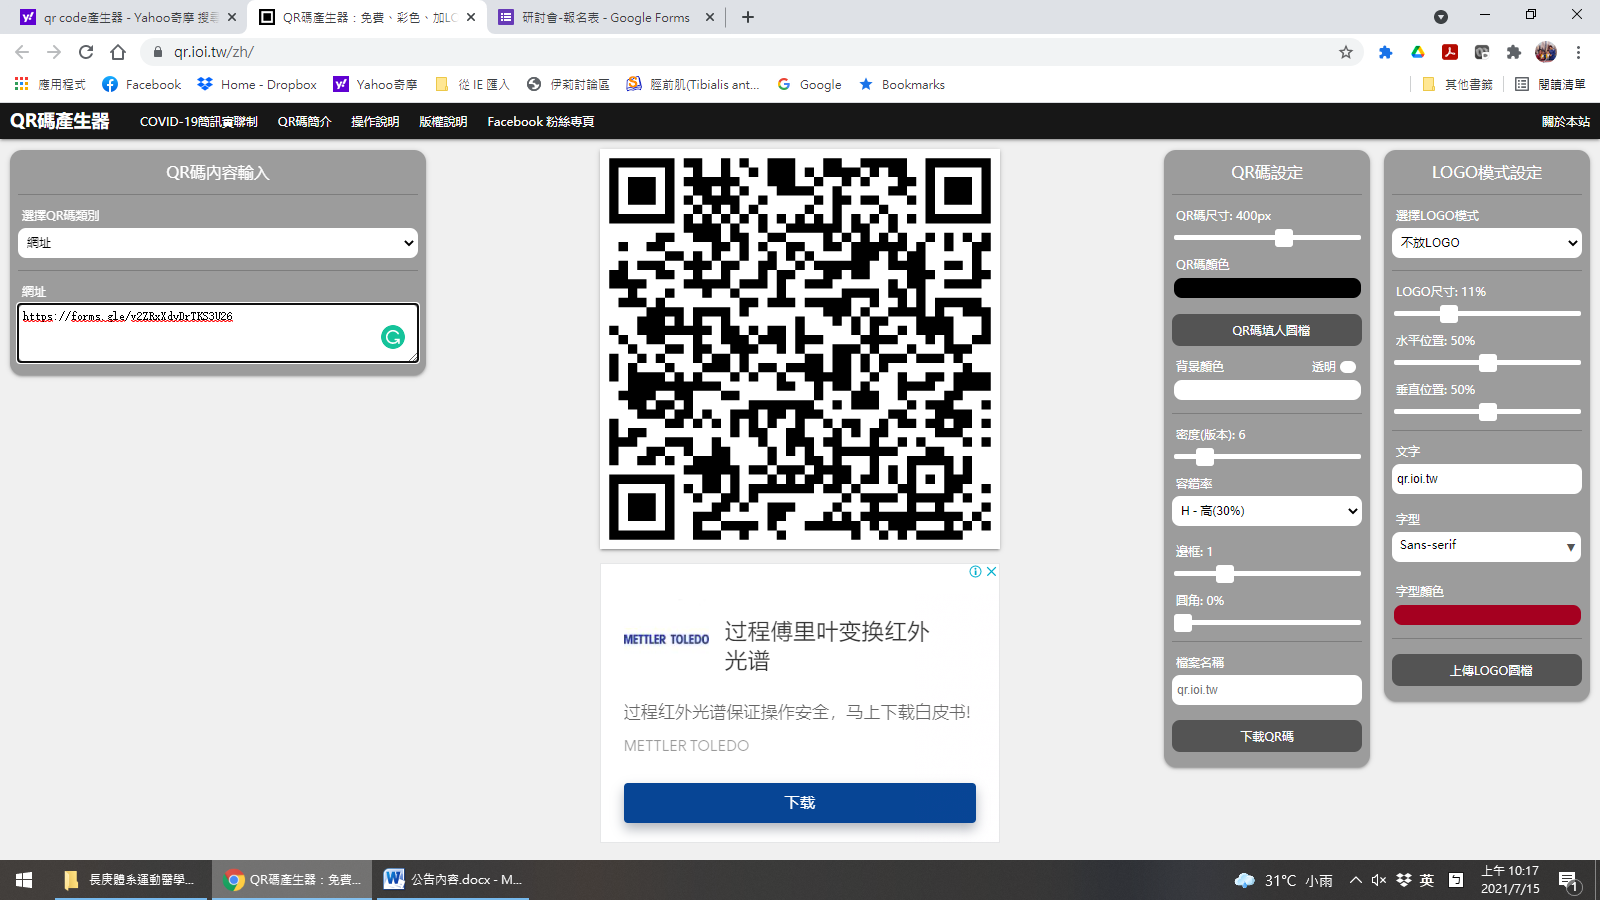 qr code產生器 - Yahoo奇摩 搜尋
QR碼產生器：免費、彩色、加LO
研討會-報名表 - Google Forms
qr.ioi.tw/zh/
應用程式
Facebook
Home - Dropbox
Yahoo奇摩
從 IE 匯入
伊莉討論區
脛前肌(Tibialis ant...
Google
Bookmarks
其他書籤
閱讀清單
QR碼產生器
COVID-19簡訊實聯制
QR碼簡介
操作說明
版權說明
Facebook 粉絲專頁
關於本站
QR碼內容輸入
選擇QR碼類別
網址
網址
https://forms.gle/v2ZRxXdyDrTKS3U26
METTLER TOLEDO
过程傅里叶变换红外
光谱
过程红外光谱保证操作安全，马上下载白皮书!
METTLER TOLEDO
下载
QR碼設定
QR碼尺寸: 400px
QR碼顏色
QR碼填入圖檔
背景顏色
透明
密度(版本): 6
容錯率
H - 高(30%)
邊框: 1
圓角: 0%
檔案名稱
qr.ioi.tw
下載QR碼
LOGO模式設定
選擇LOGO模式
不放LOGO
LOGO尺寸: 11%
水平位置: 50%
垂直位置: 50%
文字
qr.ioi.tw
字型
Sans-serif
字型顏色
上傳LOGO圖檔
長庚體系運動醫學...
QR碼產生器：免費...
公告內容.docx - M...
31°C 小雨
英
上午 10:17
2021/7/15
1